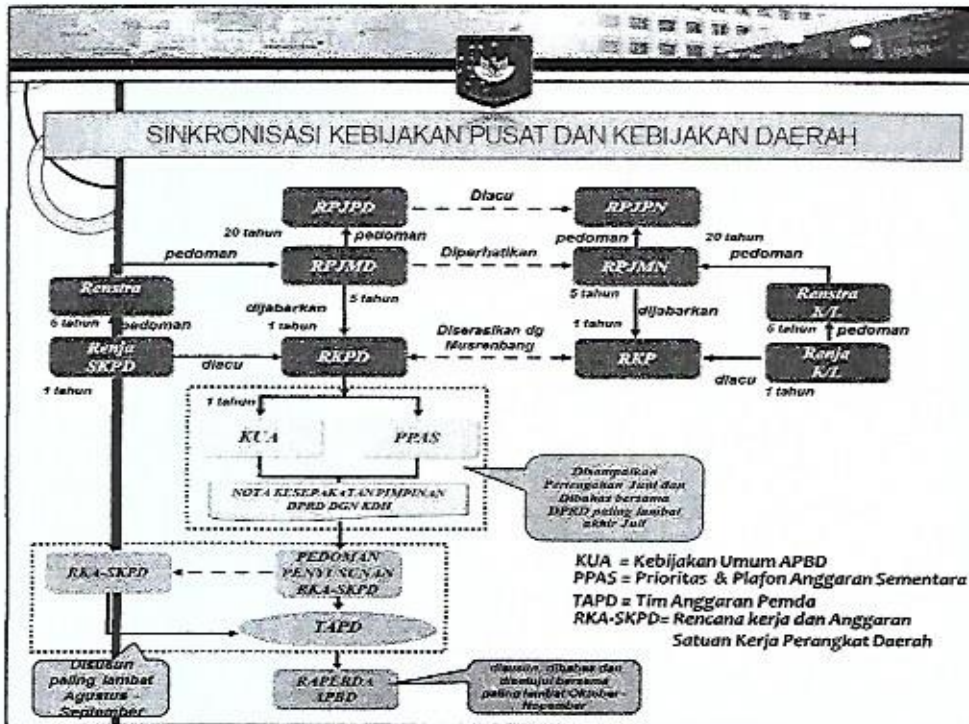 SINKRONISASI KEBIJAKAN PUSAT DAN KEBIJAKAN DAERAH
RPJPD
Diacu
RPJPN
20 tahun
pedoman
pedoman
20 tahun
pedoman
RPJMD
Diperhatikan
RPJMN
pedoman
Renstra
5 tahun
5 tahun
Renstra
K/L
dijabarkan
dijabarkan
5 tahun
pedoman
1 tahun
1 tahun
5 tahun
pedoman
Renja
SKPD
diacu
RKPD
Diserasikan dg
Musrenbang
RKP
diacu
Renja
K/L
1 tahun
1 tahun
1 tahun
KUA
PPAS
NOTA KESEPAKATAN PIMPINAN
DPRD DGN KDH
Disampaikan
Pertengahan Juni dan
Dibahas bersama
DPRD paling lambat
akhir Juli
RKA-SKPD
PEDOMAN
PENYUSUNAN
RKA-SKPD
TAPD
KUA = Kebijakan Umum APBD
PPAS = Prioritas & Plafon Anggaran Sementara
TAPD = Tim Anggaran Pemda
RKA-SKPD= Rencana kerja dan Anggaran
Satuan Kerja Perangkat Daerah
Disusun
paling lambat
Agustus -
September
RAPERDA
APBD
disusun, dibahas dan
disetujui bersama
paling lambat Oktober-
Nopember